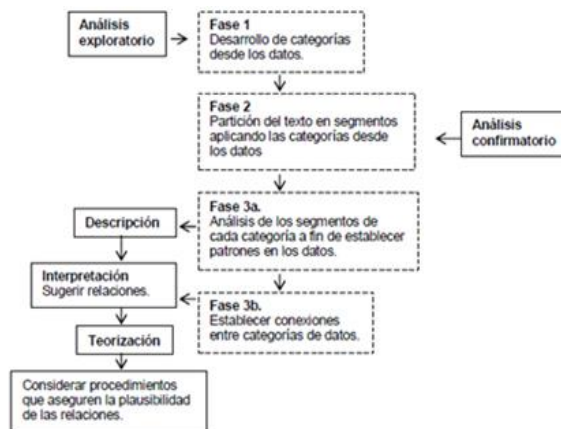 Análisis
exploratorio
Fase 1
Desarrollo de categorías
desde los datos.
Fase 2
Partición del texto en segmentos
aplicando las categorías desde
los datos
Análisis
confirmatorio
Fase 3a.
Análisis de los segmentos de
cada categoría a fin de establecer
patrones en los datos.
Descripción
Interpretación
Sugerir relaciones.
Fase 3b.
Establecer conexiones
entre categorías de datos.
Teorización
Considerar procedimientos
que aseguren la plausibilidad
de las relaciones.